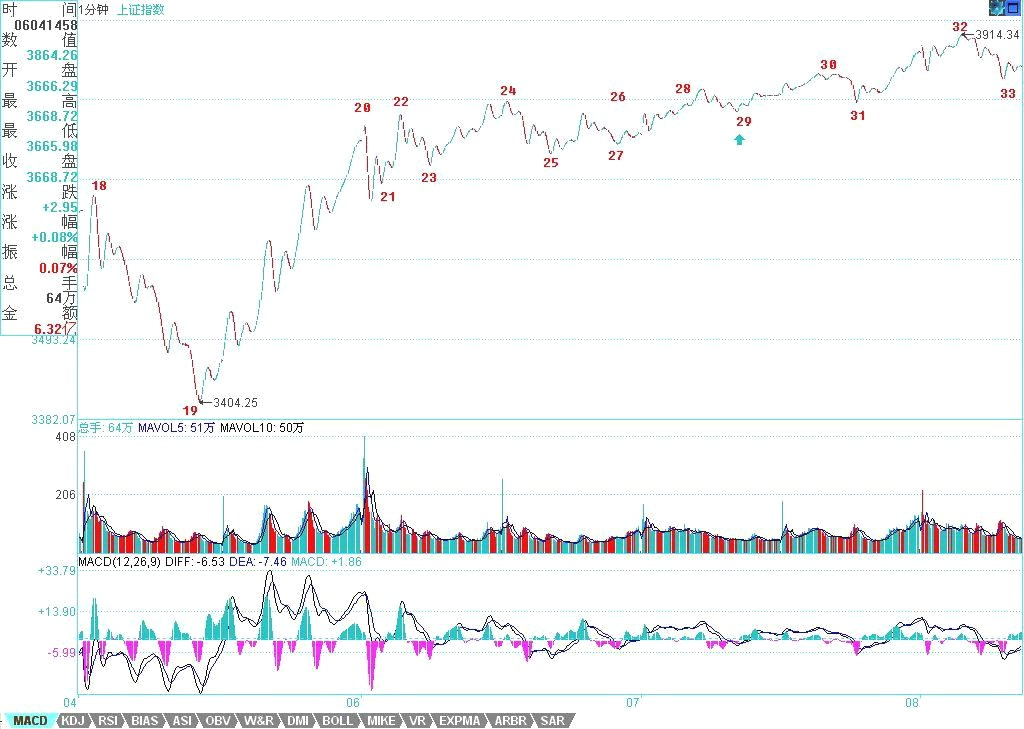 时间 1分钟 上证指数
06041458
数值
3864.26
开盘
3666.29
最高
3668.72
最低
3665.98
收盘
3668.72
涨跌
+2.95
涨幅
+0.08%
振幅
0.07%
总手
64万
金额
6.32亿
3493.24
3382.07
18
19
3404.25
20
21
22
23
24
25
26
27
28
29
30
31
32
3914.34
33
总手: 64万 MAVOL5: 51万 MAVOL10: 50万
408
206
MACD(12,26,9) DIFF: -6.53 DEA: -7.46 MACD: +1.86
+33.79
+13.90
-5.99
04 06 07 08
MACD KDJ RSI BIAS ASI OBV W&R DMI BOLL MIKE VR EXPMA ARBR SAR